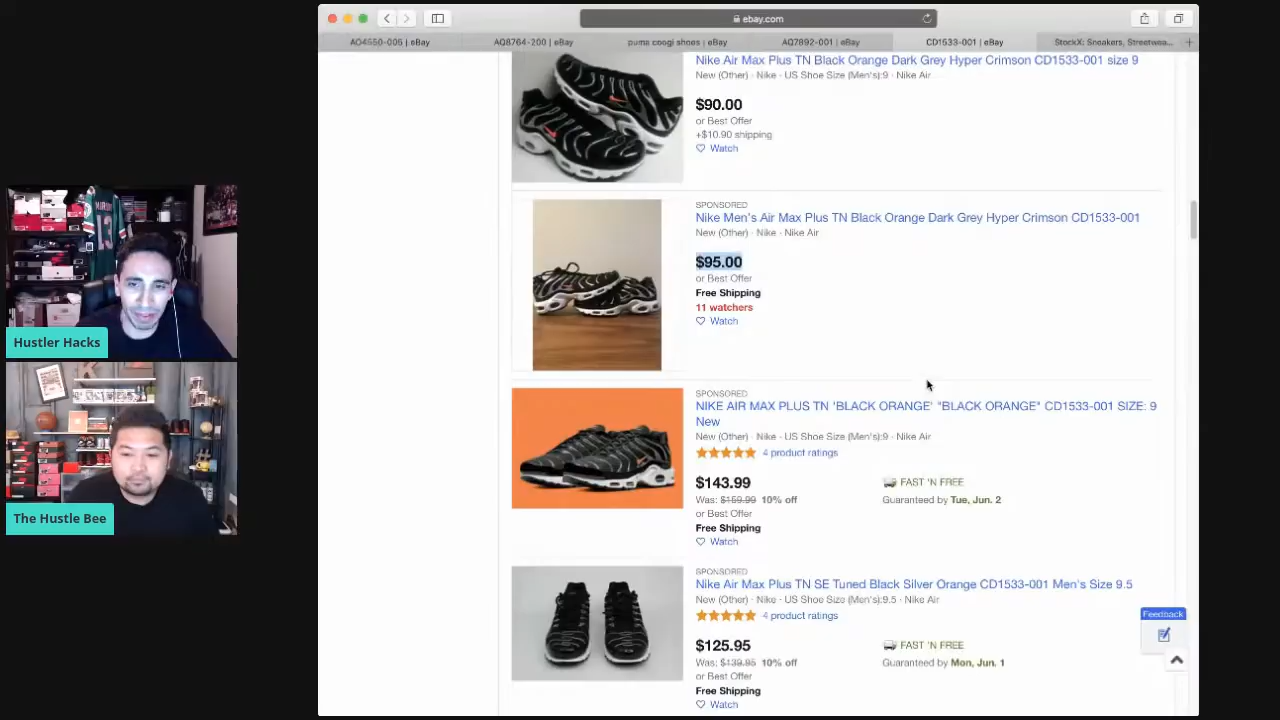 ebay.com
AO4550-005 | eBay
AQ8764-200 | eBay
puma coogi shoes | eBay
AQ7892-001 | eBay
CD1533-001 | eBay
StockX: Sneakers, Streetwea...
Nike Air Max Plus TN Black Orange Dark Grey Hyper Crimson CD1533-001 size 9
New (Other) · Nike · US Shoe Size (Men's):9 · Nike Air
$90.00
or Best Offer
+$10.90 shipping
Watch
SPONSORED
Nike Men's Air Max Plus TN Black Orange Dark Grey Hyper Crimson CD1533-001
New (Other) · Nike · Nike Air
$95.00
or Best Offer
Free Shipping
11 watchers
Watch
SPONSORED
NIKE AIR MAX PLUS TN 'BLACK ORANGE' "BLACK ORANGE" CD1533-001 SIZE: 9
New
New (Other) · Nike · US Shoe Size (Men's):9 · Nike Air
4 product ratings
$143.99
FAST 'N FREE
Was: $159.99 10% off
Guaranteed by Tue, Jun. 2
or Best Offer
Free Shipping
Watch
SPONSORED
Nike Air Max Plus TN SE Tuned Black Silver Orange CD1533-001 Men's Size 9.5
New (Other) · Nike · US Shoe Size (Men's):9.5 · Nike Air
4 product ratings
$125.95
FAST 'N FREE
Was: $139.95 10% off
Guaranteed by Mon, Jun. 1
or Best Offer
Free Shipping
Watch
Feedback
Hustler Hacks
The Hustle Bee